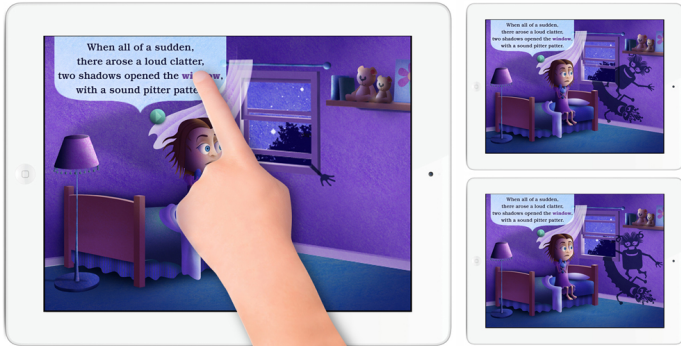 When all of a sudden,
there arose a loud clatter,
two shadows opened the window,
with a sound pitter patter.
When all of a sudden,
there arose a loud clatter,
two shadows opened the window,
with a sound pitter patter.
When all of a sudden,
there arose a loud clatter,
two shadows opened the window,
with a sound pitter patter.